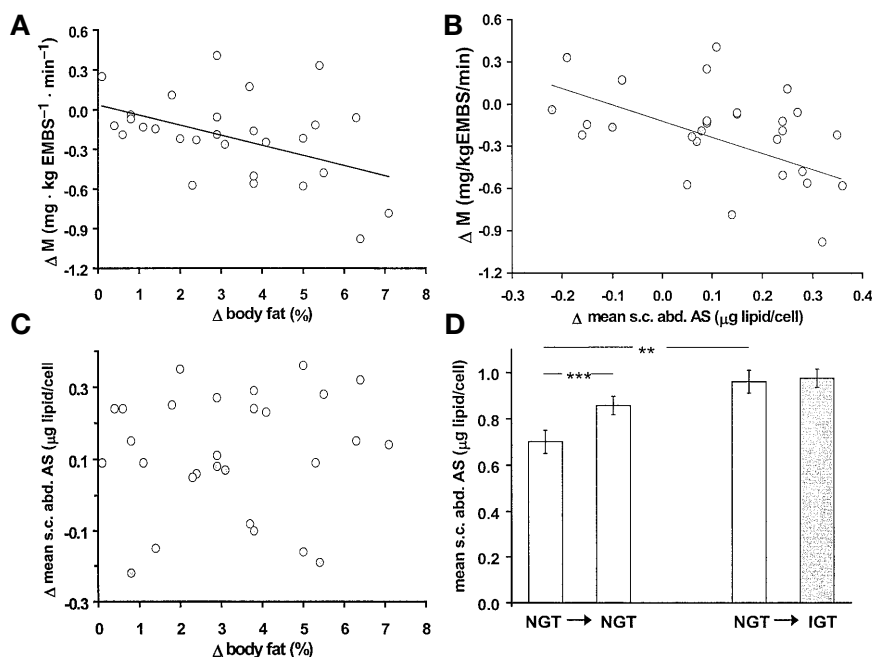 A
Δ M (mg · kg EMBS⁻¹ · min⁻¹)
0.6
0.3
0.0
-0.3
-0.6
-0.9
-1.2
0 1 2 3 4 5 6 7 8
Δ body fat (%)
B
Δ M (mg/kgEMBS/min)
0.6
0.3
0.0
-0.3
-0.6
-0.9
-1.2
-0.3 -0.2 -0.1 0.0 0.1 0.2 0.3 0.4
Δ mean s.c. abd. AS (µg lipid/cell)
C
Δ mean s.c. abd. AS (µg lipid/cell)
0.3
0.1
-0.1
-0.3
0 1 2 3 4 5 6 7 8
Δ body fat (%)
D
mean s.c. abd. AS (µg lipid/cell)
1.0
0.8
0.6
0.4
0.2
0.0
**
***
NGT → NGT NGT → IGT